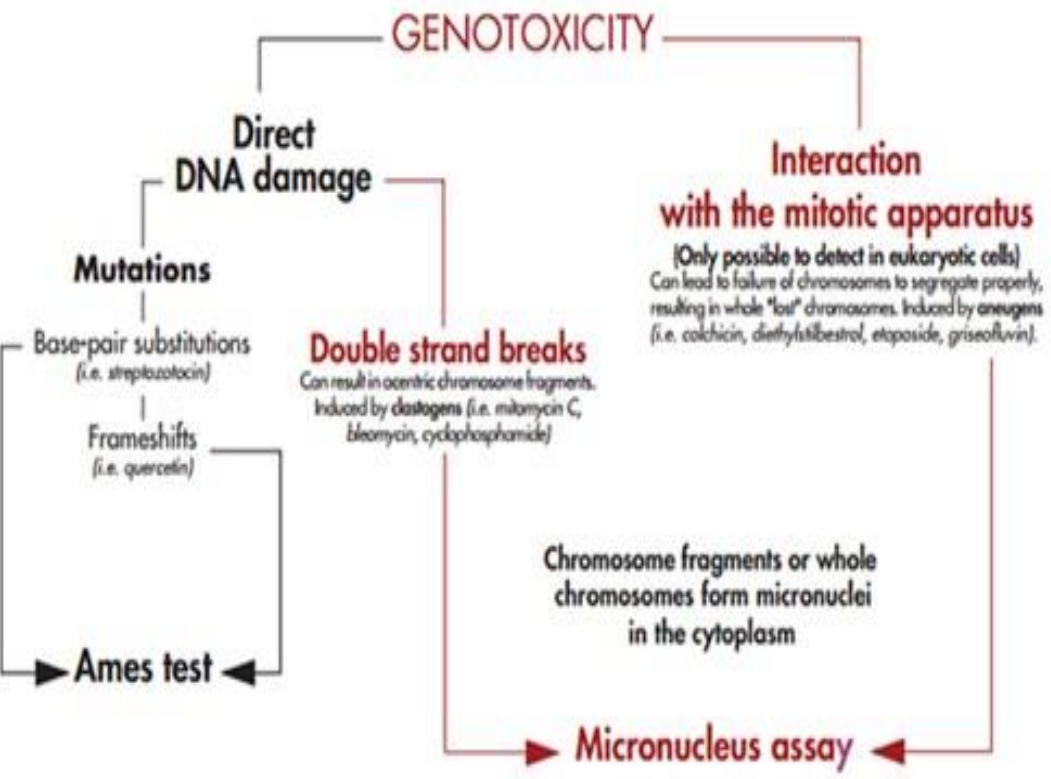 GENOTOXICITY
Direct
DNA damage
Mutations
Base-pair substitutions
(i.e. streptozotocin)
Frameshifts
(i.e. quercetin)
Ames test
Double strand breaks
Can result in acentric chromosome fragments.
Induced by clastogens (i.e. mitomycin C,
bleomycin, cyclophosphamide)
Interaction
with the mitotic apparatus
(Only possible to detect in eukaryotic cells)
Can lead to failure of chromosomes to segregate properly,
resulting in whole "lost" chromosomes. Induced by aneugens
(i.e. colchicin, diethylstilbestrol, etoposide, griseofluvin).
Chromosome fragments or whole
chromosomes form micronuclei
in the cytoplasm
Micronucleus assay